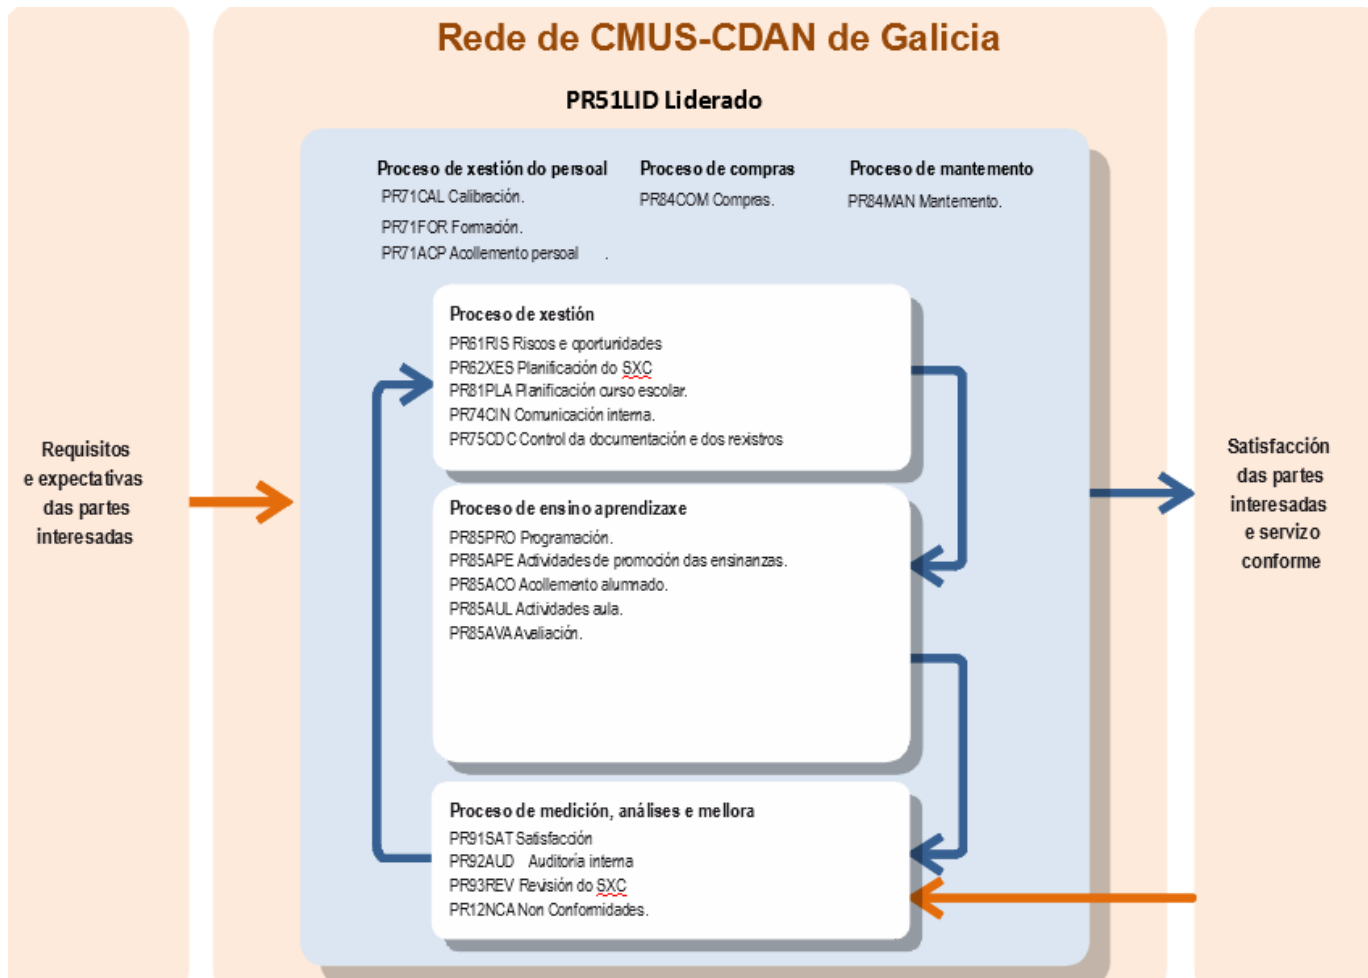 Rede de CMUS-CDAN de Galicia
PR51LID Liderado
Proceso de xestión do persoal
PR71CAL Calibración.
PR71FOR Formación.
PR71ACP Acollemento persoal .
Proceso de compras
PR84COM Compras.
Proceso de mantemento
PR84MAN Mantemento.
Proceso de xestión
PR61RIS Riscos e oportunidades
PR62XES Planificación do SXC
PR81PLA Planificación curso escolar.
PR74CIN Comunicación interna.
PR75CDC Control da documentación e dos rexistros
Requisitos
e expectativas
das partes
interesadas
Proceso de ensino aprendizaxe
PR85PRO Programación.
PR85APE Actividades de promoción das ensinanzas.
PR85ACO Acollemento alumnado.
PR85AUL Actividades aula.
PR85AVA Avaliación.
Proceso de medición, análises e mellora
PR91SAT Satisfacción
PR92AUD Auditoría interna
PR93REV Revisión do SXC
PR12NCA Non Conformidades.
Satisfacción
das partes
interesadas
e servizo
conforme